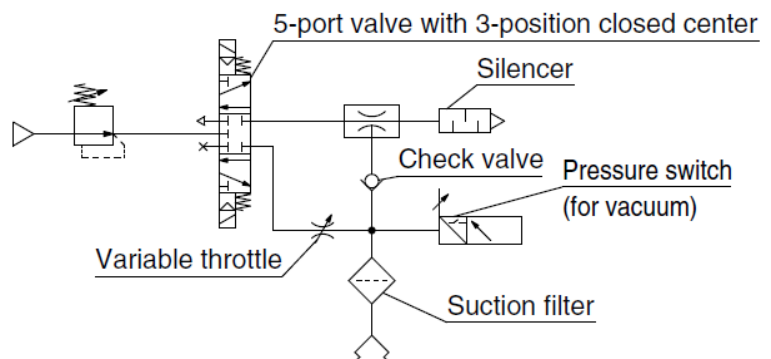 5-port valve with 3-position closed center
Silencer
Check valve
Pressure switch
(for vacuum)
Variable throttle
Suction filter